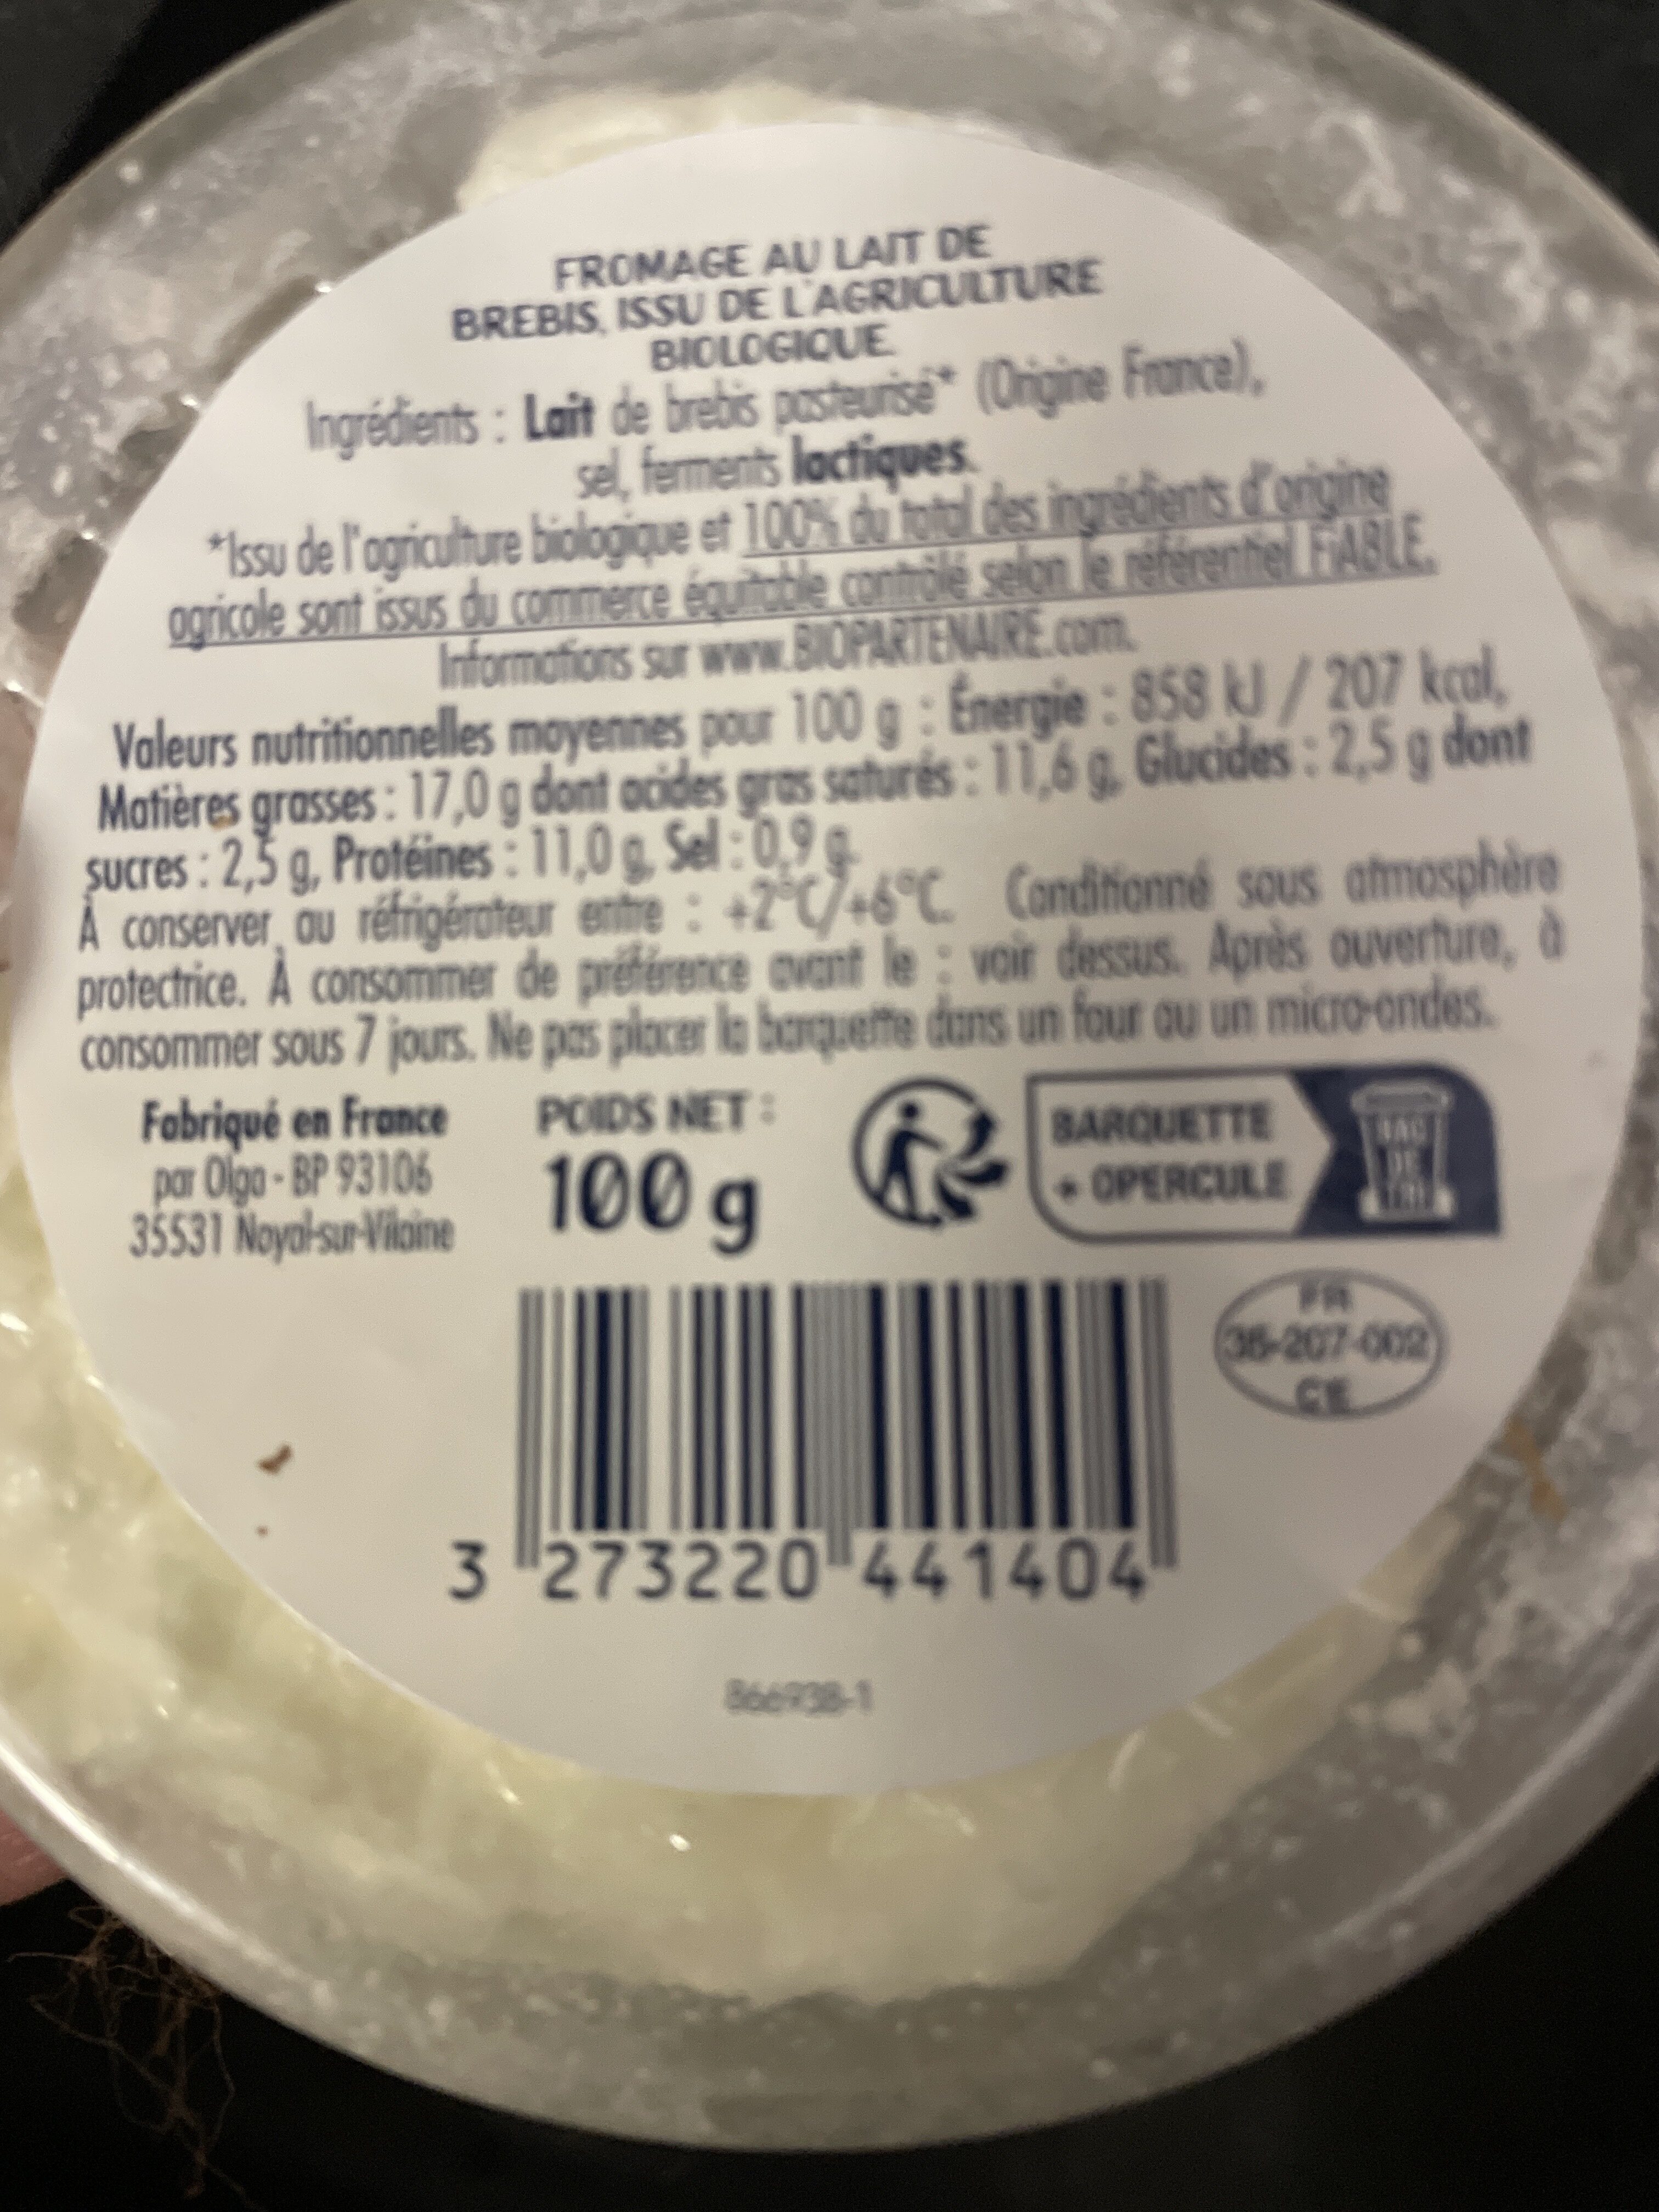 FROMAGE AU LAIT DE
BREBIS, ISSU DE L'AGRICULTURE
BIOLOGIQUE.
Ingrédients : Lait de brebis pasteurisé* (Origine France),
sel, ferments lactiques.
*Issu de l'agriculture biologique et 100% du total des ingrédients d'origine
agricole sont issus du commerce équitable contrôlé selon le référentiel FiABLE.
Informations sur www.BIOPARTENAIRE.com.
Valeurs nutritionnelles moyennes pour 100 g : Énergie : 858 kJ / 207 kcal,
Matières grasses : 17,0 g dont acides gras saturés : 11,6 g, Glucides : 2,5 g dont
sucres : 2,5 g, Protéines : 11,0 g, Sel : 0,9 g.
À conserver au réfrigérateur entre : +2°C/+6°C. Conditionné sous atmosphère
protectrice. À consommer de préférence avant le : voir dessus. Après ouverture, à
consommer sous 7 jours. Ne pas placer la barquette dans un four ou un micro-ondes.
Fabriqué en France
par Olga - BP 93106
35531 Noyal-sur-Vilaine
POIDS NET :
100 g
BARQUETTE
+ OPERCULE
BAC
DE
TRI
FR
36-207-002
CE
3 273220 441404
866938-1